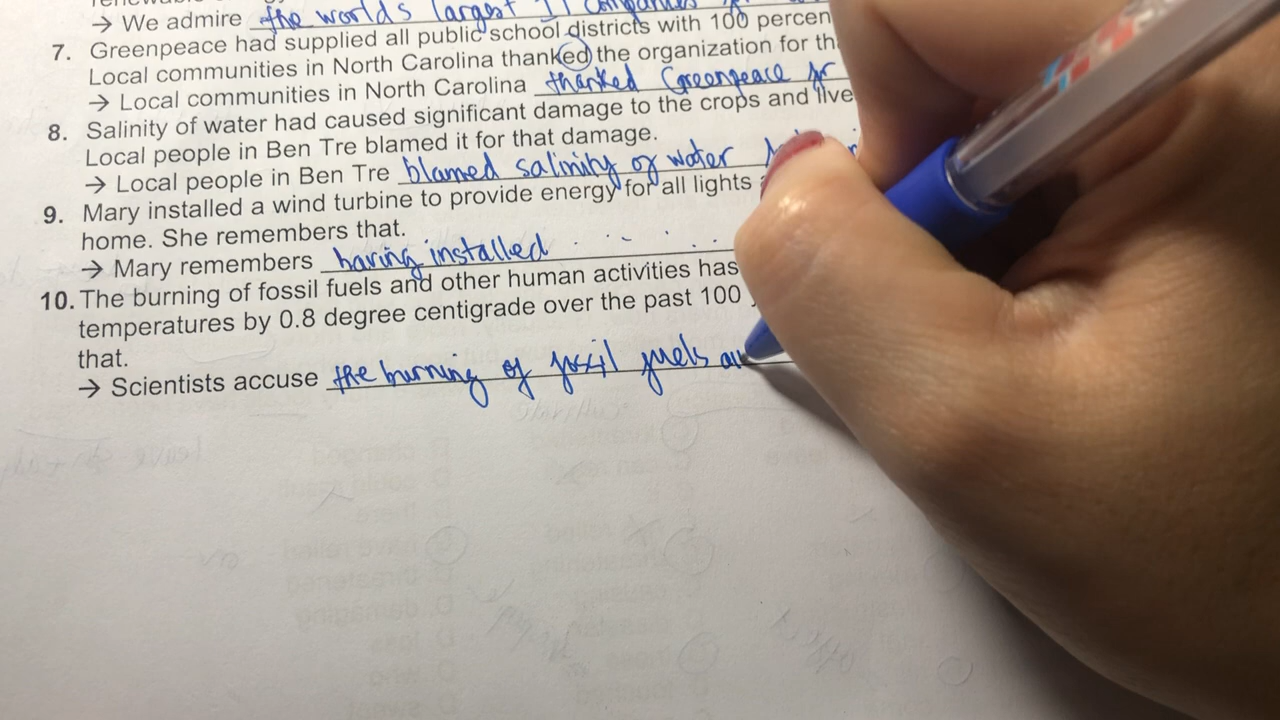 → We admire the worlds largest IT companies
7. Greenpeace had supplied all public school districts with 100 percen
Local communities in North Carolina thanked the organization for th
→ Local communities in North Carolina thanked Greenpeace for
8. Salinity of water had caused significant damage to the crops and live
Local people in Ben Tre blamed it for that damage.
→ Local people in Ben Tre blamed salinity of water
9. Mary installed a wind turbine to provide energy for all lights
home. She remembers that.
→ Mary remembers having installed
10. The burning of fossil fuels and other human activities has
temperatures by 0.8 degree centigrade over the past 100
that.
→ Scientists accuse the burning of fossil fuels